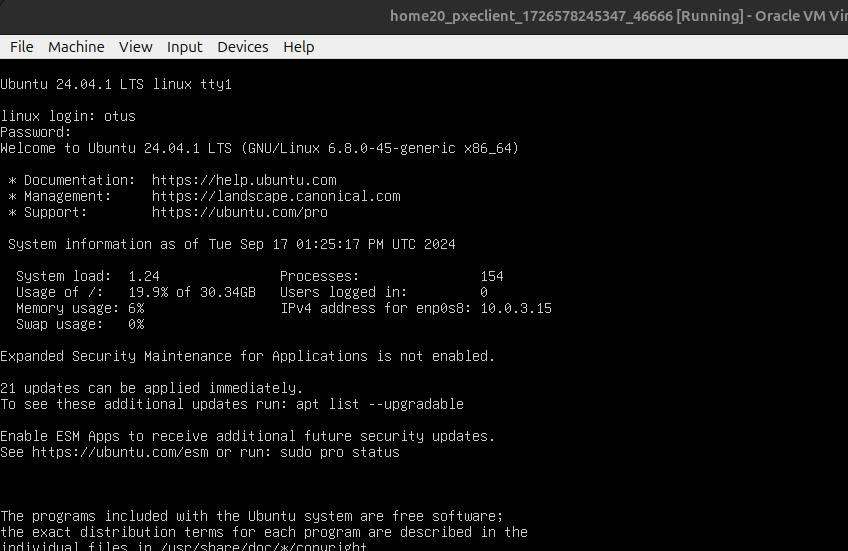 home20_pxeclient_1726578245347_46666 [Running] - Oracle VM
File Machine View Input Devices Help
Ubuntu 24.04.1 LTS linux tty1
linux login: otus
Password:
Welcome to Ubuntu 24.04.1 LTS (GNU/Linux 6.8.0-45-generic x86_64)
* Documentation: https://help.ubuntu.com
* Management: https://landscape.canonical.com
* Support: https://ubuntu.com/pro
System information as of Tue Sep 17 01:25:17 PM UTC 2024
System load: 1.24 Processes: 154
Usage of /: 19.9% of 30.34GB Users logged in: 0
Memory usage: 6% IPv4 address for enp0s8: 10.0.3.15
Swap usage: 0%
Expanded Security Maintenance for Applications is not enabled.
21 updates can be applied immediately.
To see these additional updates run: apt list --upgradable
Enable ESM Apps to receive additional future security updates.
See https://ubuntu.com/esm or run: sudo pro status
The programs included with the Ubuntu system are free software;
the exact distribution terms for each program are described in the
individual files in /usr/share/doc/*/copyright